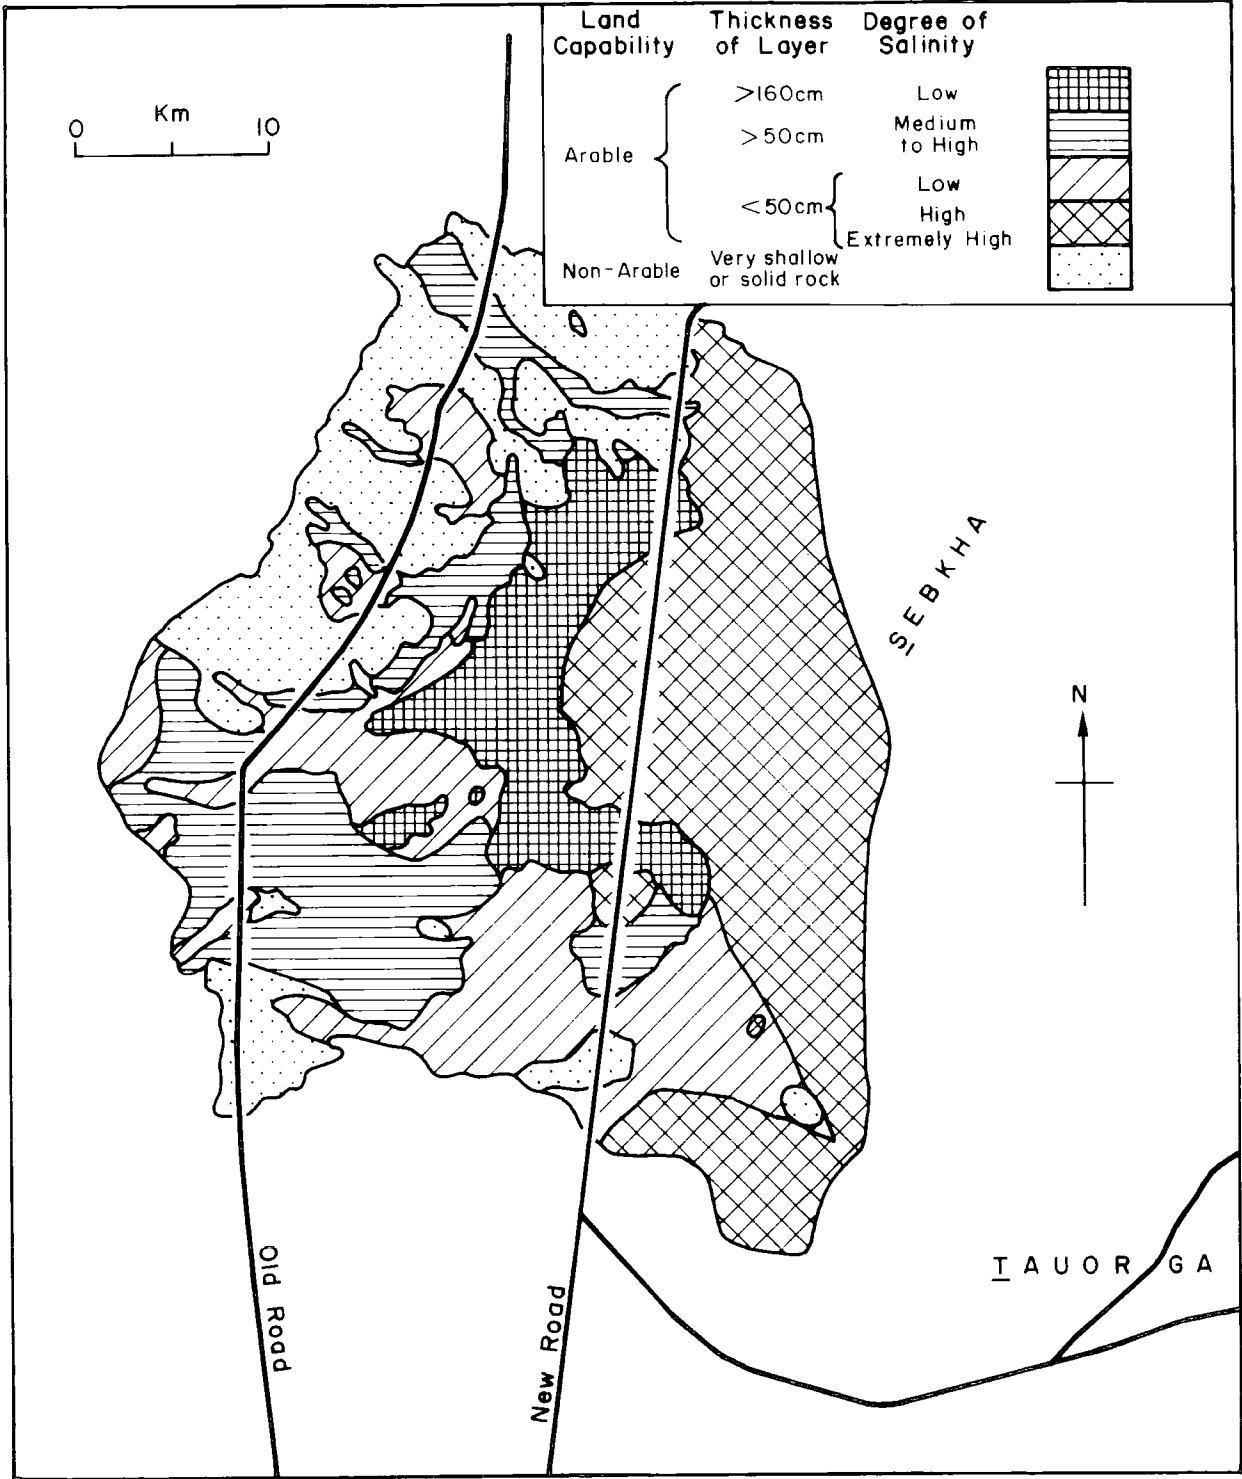 Land Capability
Thickness of Layer
Degree of Salinity
Km
0 10
>160cm Low
Arable >50cm Medium to High
<50cm Low
High
Extremely High
Non-Arable Very shallow or solid rock
SEBKHA
N
TAUORGA
Old Road
New Road